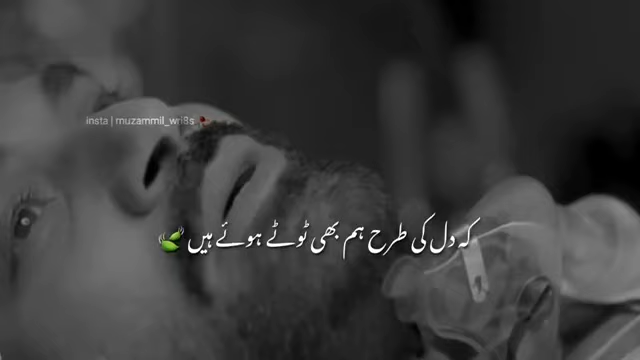 insta | muzammil_wri8s
کہ دل کی طرح ہم بھی ٹوٹے ہوئے ہیں